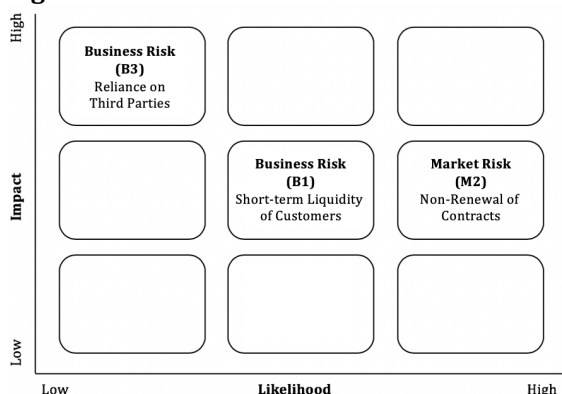 High
Business Risk
(B3)
Reliance on
Third Parties
Impact
Business Risk
(B1)
Short-term Liquidity
of Customers
Market Risk
(M2)
Non-Renewal of
Contracts
Low
Low
Likelihood
High